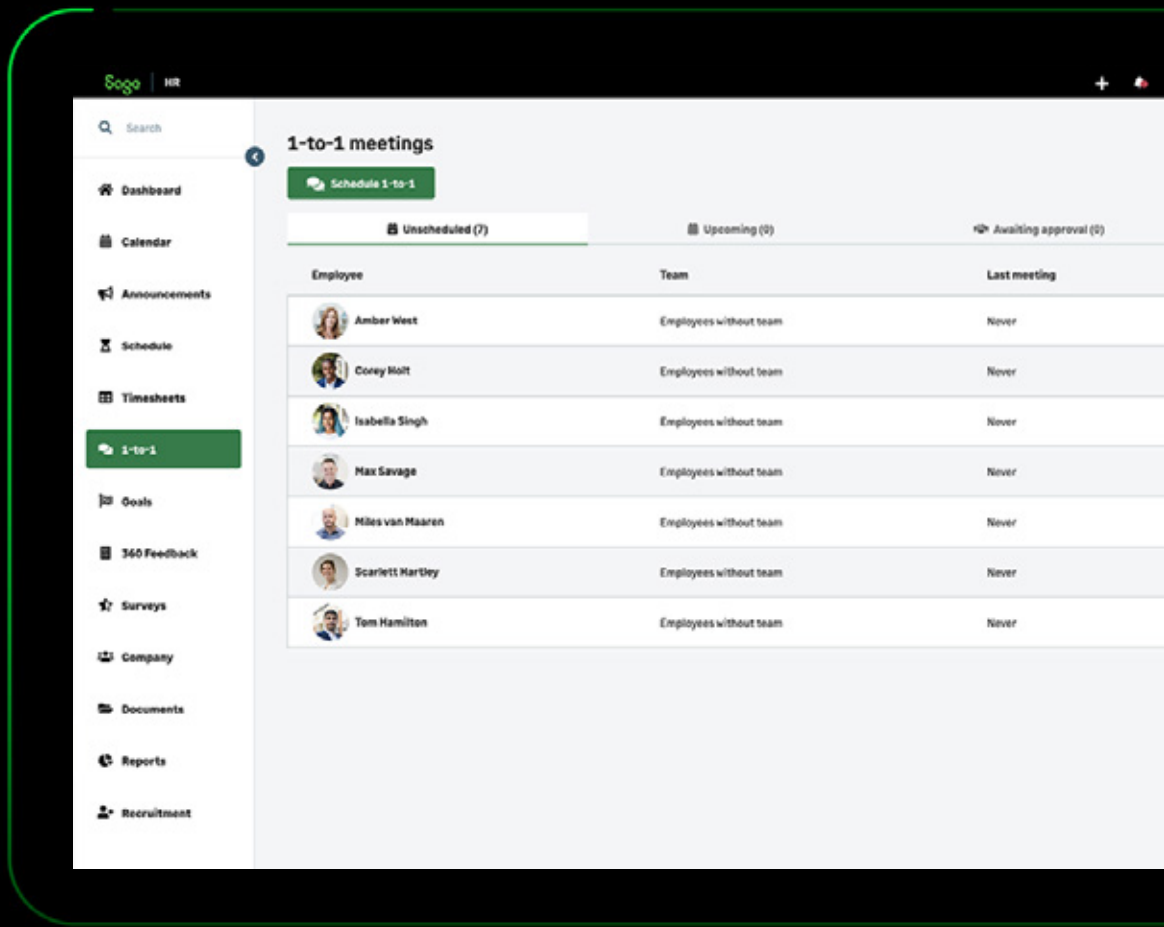 Sage HR
Search
1-to-1 meetings
Schedule 1-to-1
Dashboard
Calendar
Announcements
Schedule
Timesheets
1-to-1
Goals
360 Feedback
Surveys
Company
Documents
Reports
Recruitment
Unscheduled (7) Upcoming (0) Awaiting approval (0)
Employee Team Last meeting
Amber West Employees without team Never
Corey Holt Employees without team Never
Isabella Singh Employees without team Never
Max Savage Employees without team Never
Miles van Maaren Employees without team Never
Scarlett Hartley Employees without team Never
Tom Hamilton Employees without team Never